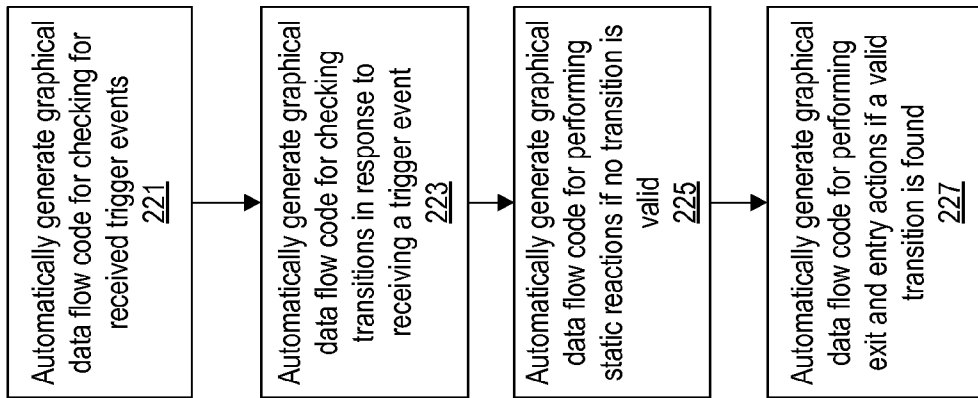 Automatically generate graphical
data flow code for checking for
received trigger events
221
Automatically generate graphical
data flow code for checking
transitions in response to
receiving a trigger event
223
Automatically generate graphical
data flow code for performing
static reactions if no transition is
valid
225
Automatically generate graphical
data flow code for performing
exit and entry actions if a valid
transition is found
227